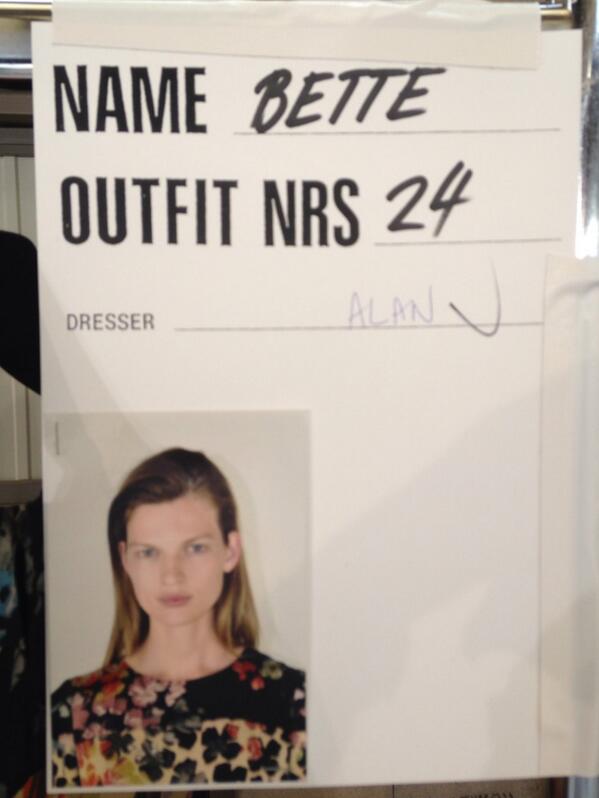 NAME BETTE
OUTFIT NRS 24
DRESSER ALAN